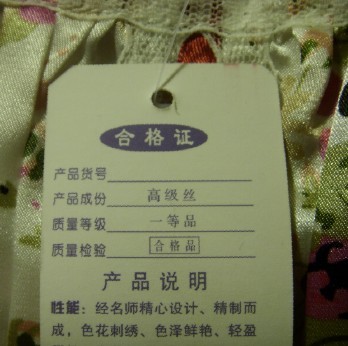 合格证
产品货号
产品成份 高级丝
质量等级 一等品
质量检验 合格品
产品说明
性能：经名师精心设计、精制而
成，色花刺绣、色泽鲜艳、轻盈